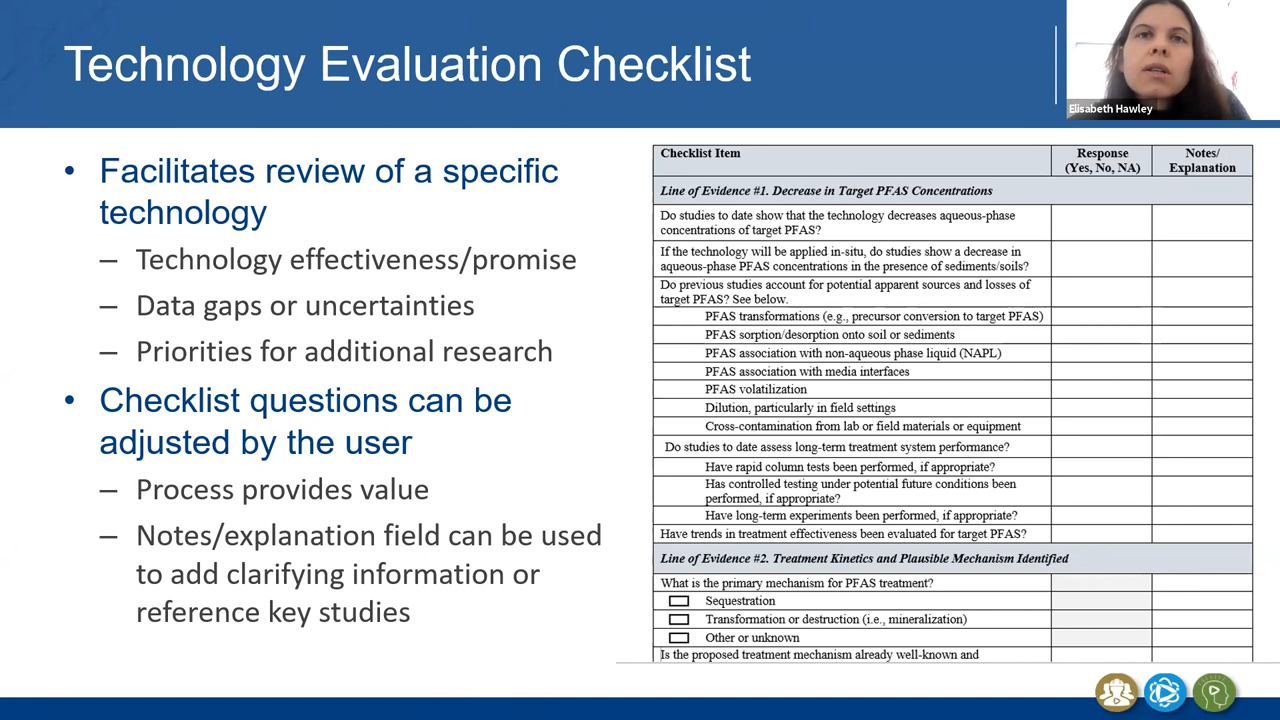 Technology Evaluation Checklist
Elisabeth Hawley
• Facilitates review of a specific
technology
– Technology effectiveness/promise
– Data gaps or uncertainties
– Priorities for additional research
• Checklist questions can be
adjusted by the user
– Process provides value
– Notes/explanation field can be used
to add clarifying information or
reference key studies
Checklist Item
Response
(Yes, No, NA)
Notes/
Explanation
Line of Evidence #1. Decrease in Target PFAS Concentrations
Do studies to date show that the technology decreases aqueous-phase
concentrations of target PFAS?
If the technology will be applied in-situ, do studies show a decrease in
aqueous-phase PFAS concentrations in the presence of sediments/soils?
Do previous studies account for potential apparent sources and losses of
target PFAS? See below.
PFAS transformations (e.g., precursor conversion to target PFAS)
PFAS sorption/desorption onto soil or sediments
PFAS association with non-aqueous phase liquid (NAPL)
PFAS association with media interfaces
PFAS volatilization
Dilution, particularly in field settings
Cross-contamination from lab or field materials or equipment
Do studies to date assess long-term treatment system performance?
Have rapid column tests been performed, if appropriate?
Has controlled testing under potential future conditions been
performed, if appropriate?
Have long-term experiments been performed, if appropriate?
Have trends in treatment effectiveness been evaluated for target PFAS?
Line of Evidence #2. Treatment Kinetics and Plausible Mechanism Identified
What is the primary mechanism for PFAS treatment?
Sequestration
Transformation or destruction (i.e., mineralization)
Other or unknown
Is the proposed treatment mechanism already well-known and